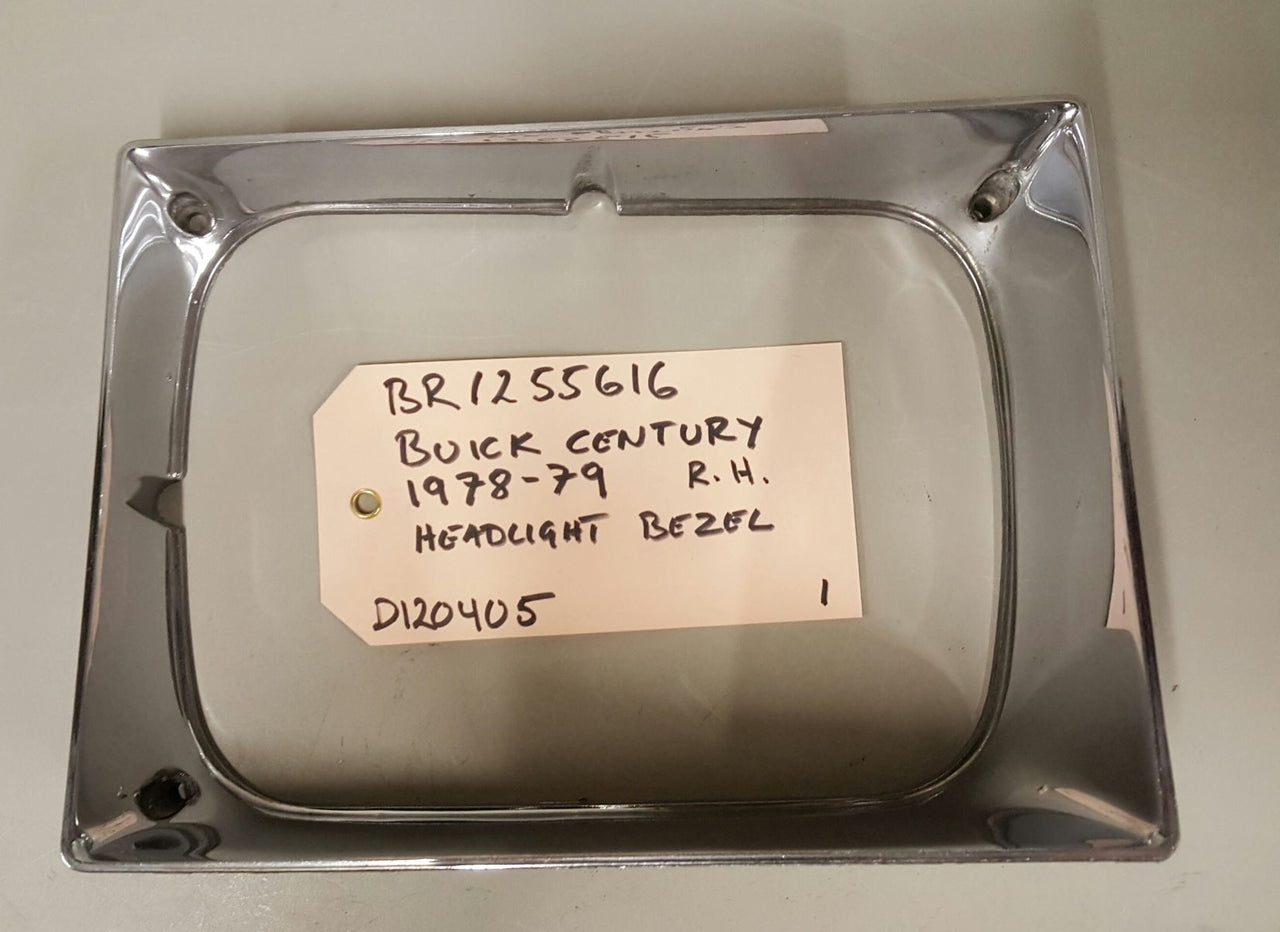 BR1255616
BUICK CENTURY
1978-79 R.H.
HEADLIGHT BEZEL
D120405 1